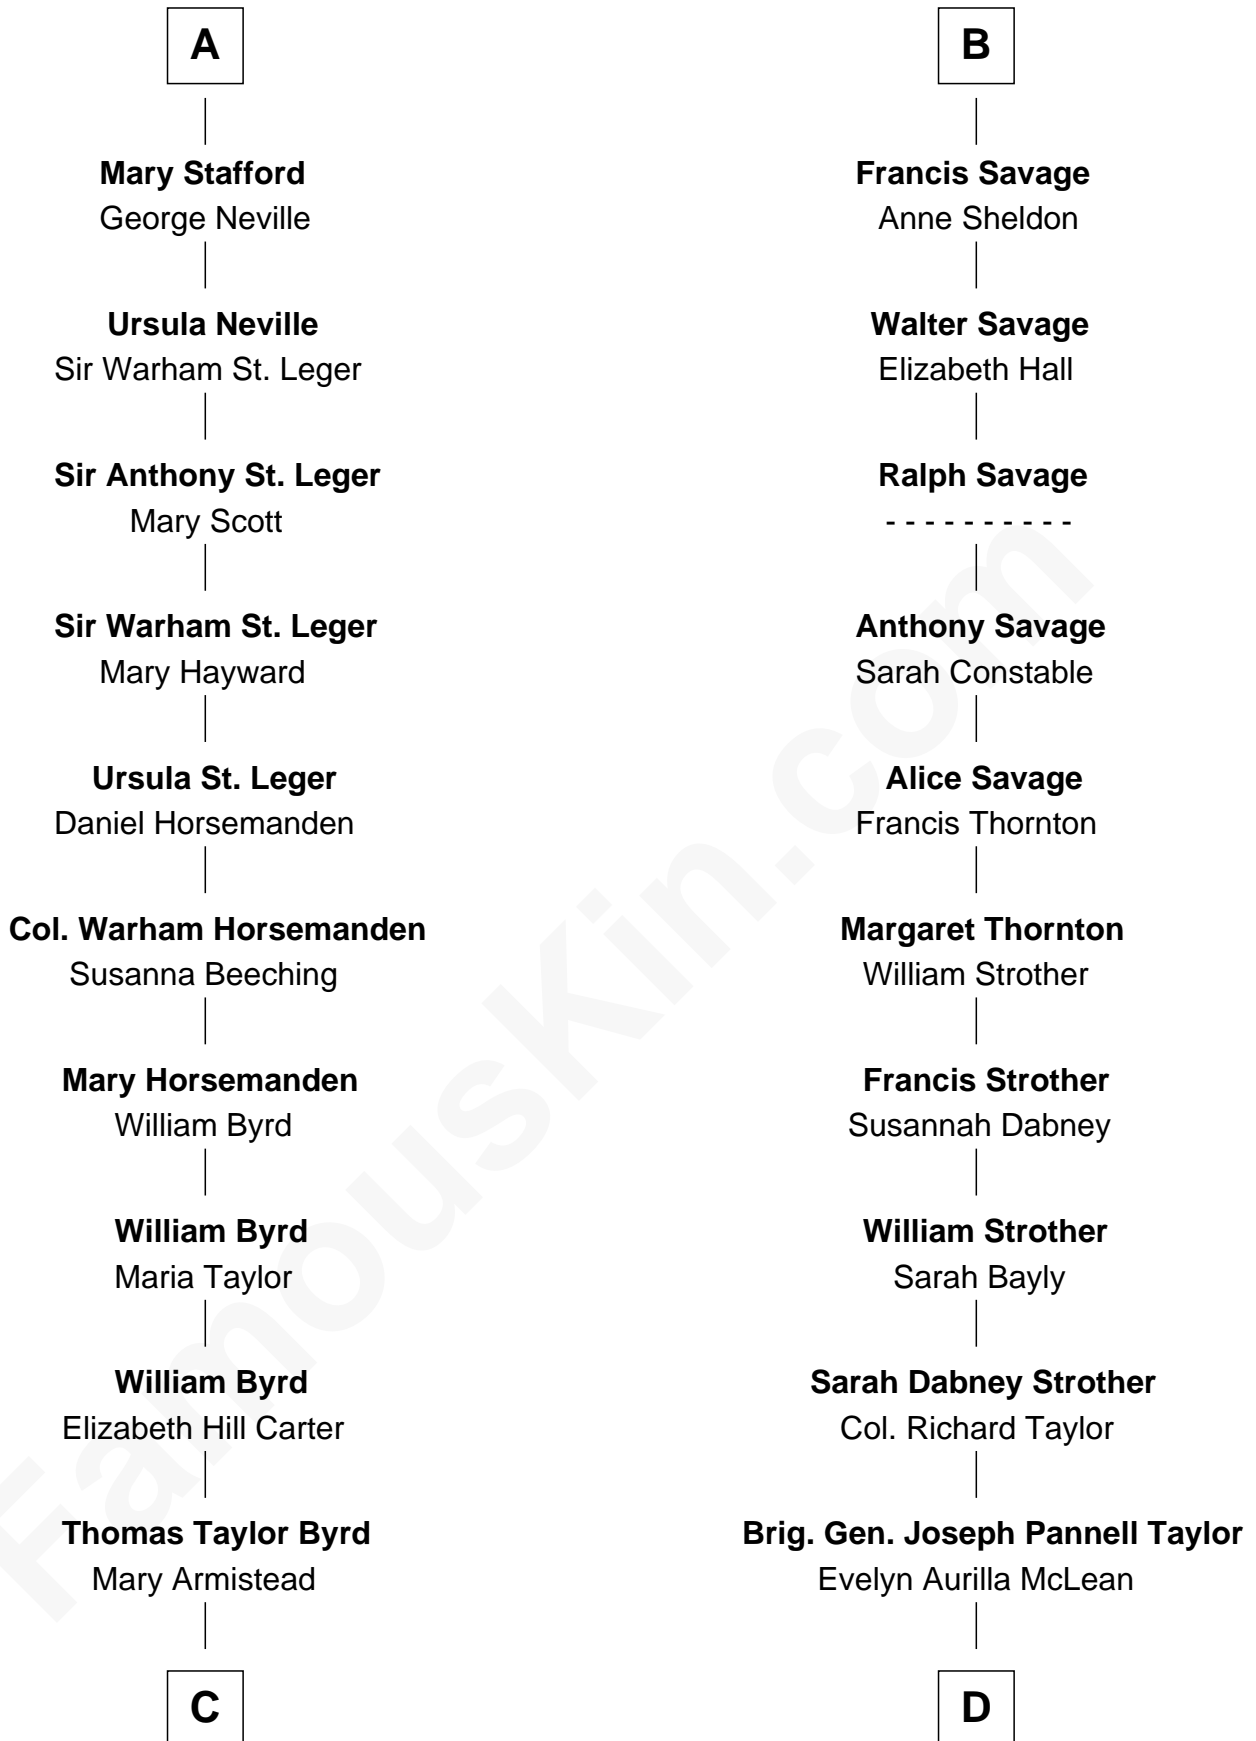 A
Mary Stafford
George Neville
Ursula Neville
Sir Warham St. Leger
Sir Anthony St. Leger
Mary Scott
Sir Warham St. Leger
Mary Hayward
Ursula St. Leger
Daniel Horsemanden
Col. Warham Horsemanden
Susanna Beeching
Mary Horsemanden
William Byrd
William Byrd
Maria Taylor
William Byrd
Elizabeth Hill Carter
Thomas Taylor Byrd
Mary Armistead
C
B
Francis Savage
Anne Sheldon
Walter Savage
Elizabeth Hall
Ralph Savage
- - - - - - - - - -
Anthony Savage
Sarah Constable
Alice Savage
Francis Thornton
Margaret Thornton
William Strother
Francis Strother
Susannah Dabney
William Strother
Sarah Bayly
Sarah Dabney Strother
Col. Richard Taylor
Brig. Gen. Joseph Pannell Taylor
Evelyn Aurilla McLean
D
FamousKin.com